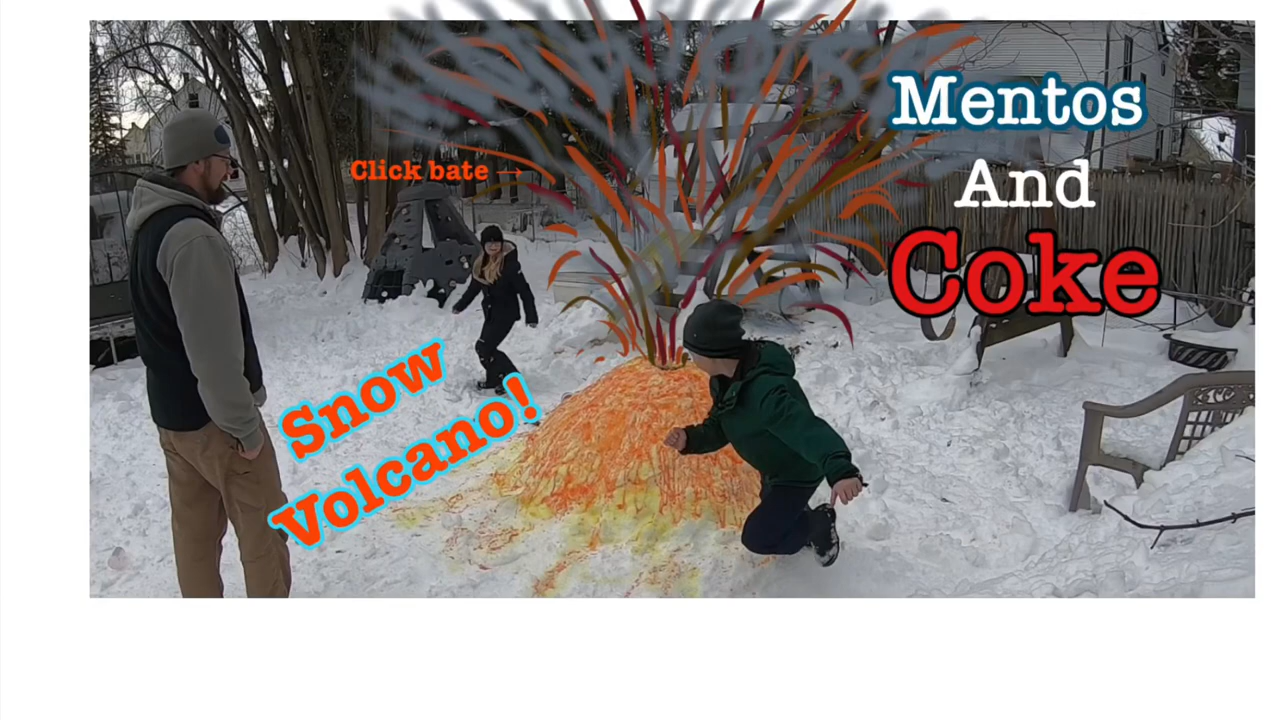 Mentos
And
Coke
Click bate →
Snow
Volcano!